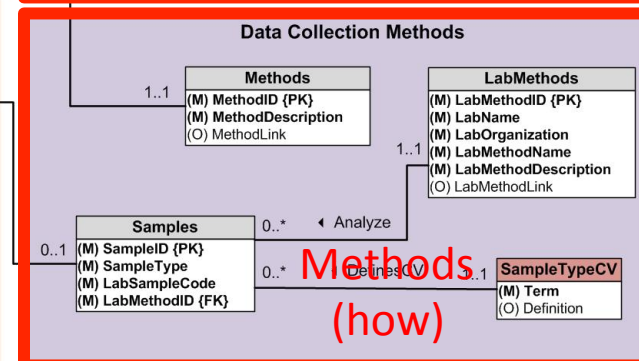 Data Collection Methods
Methods
1..1
(M) MethodID {PK}
(M) MethodDescription
(O) MethodLink
LabMethods
(M) LabMethodID {PK}
(M) LabName
(M) LabOrganization
1..1
(M) LabMethodName
(M) LabMethodDescription
(O) LabMethodLink
Samples
0..1
(M) SampleID {PK}
(M) SampleType
(M) LabSampleCode
(M) LabMethodID {FK}
0..*
Analyze
0..*
DefinesCV
1..1
SampleTypeCV
(M) Term
(O) Definition
Methods
(how)